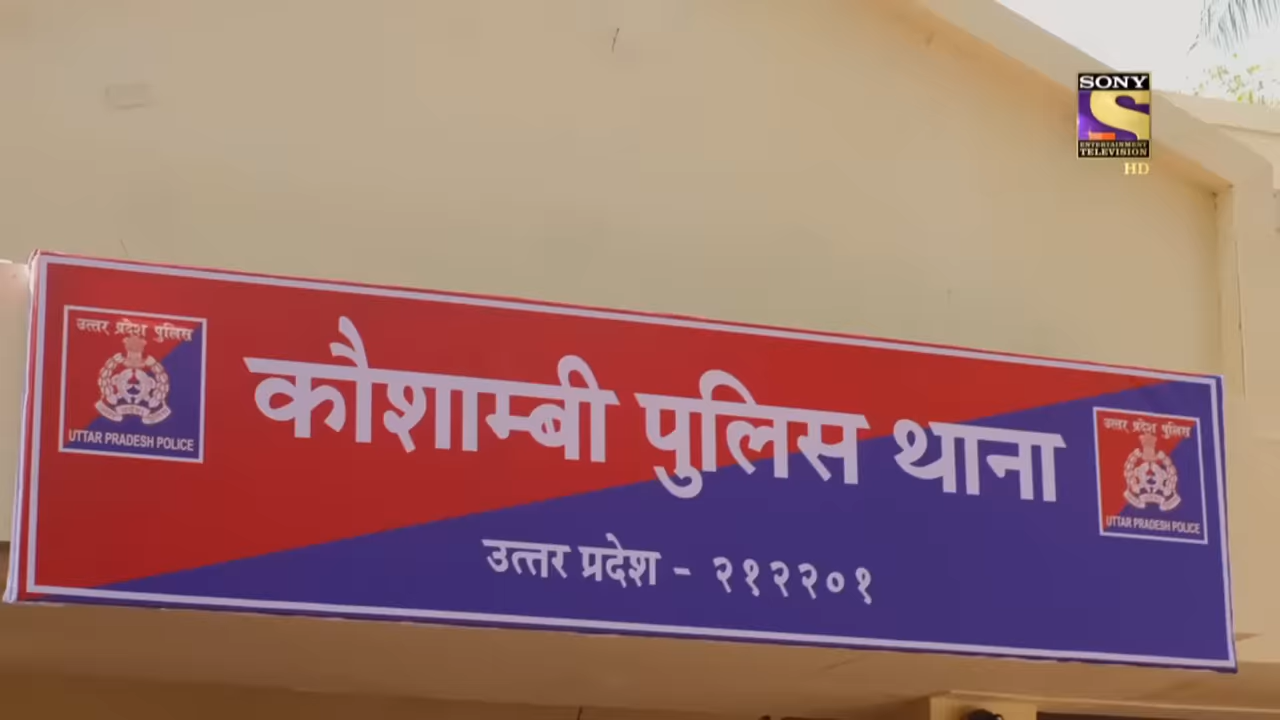 SONY
ENTERTAINMENT
TELEVISION
HD
उत्तर प्रदेश पुलिस
UTTAR PRADESH POLICE
कौशाम्बी पुलिस थाना
उत्तर प्रदेश - २१२२०१
उत्तर प्रदेश पुलिस
UTTAR PRADESH POLICE